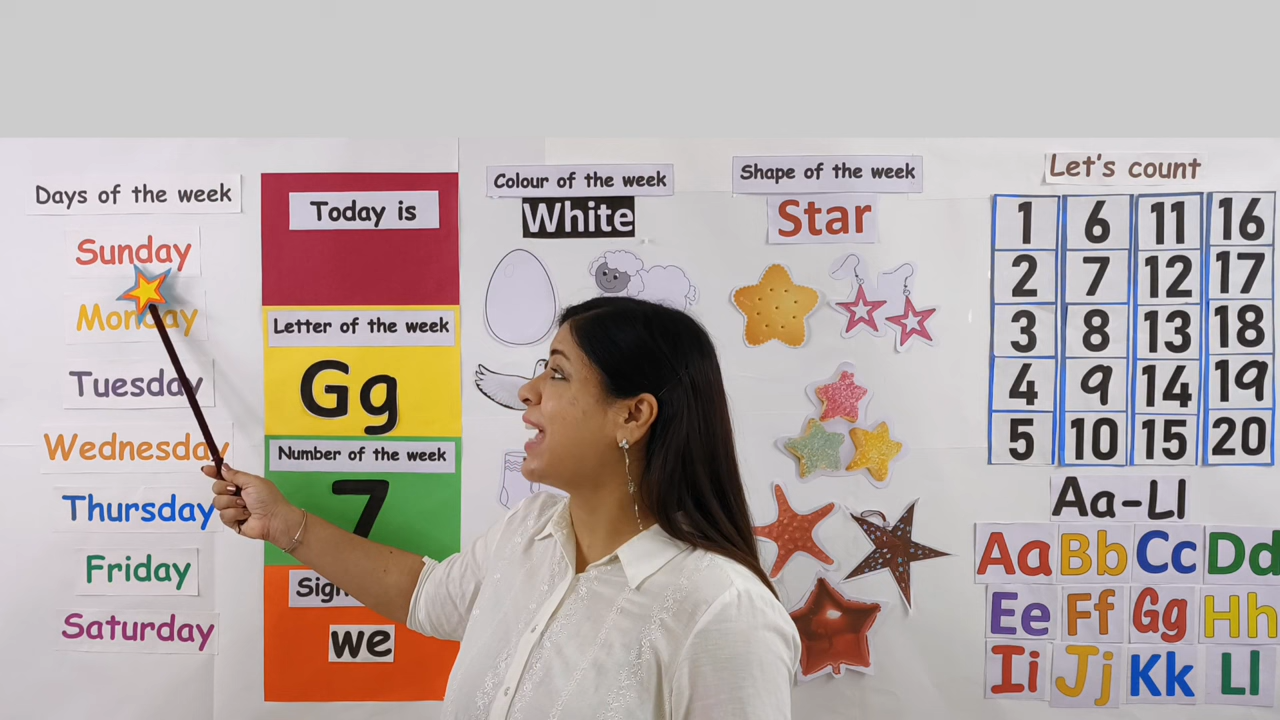 Days of the week
Sunday
Monday
Tuesday
Wednesday
Thursday
Friday
Saturday
Today is
Letter of the week
Gg
Number of the week
7
we
Colour of the week
White
Shape of the week
Star
Let's count
1 6 11 16
2 7 12 17
3 8 13 18
4 9 14 19
5 10 15 20
Aa-Ll
Aa Bb Cc Dd
Ee Ff Gg Hh
Ii Jj Kk Ll